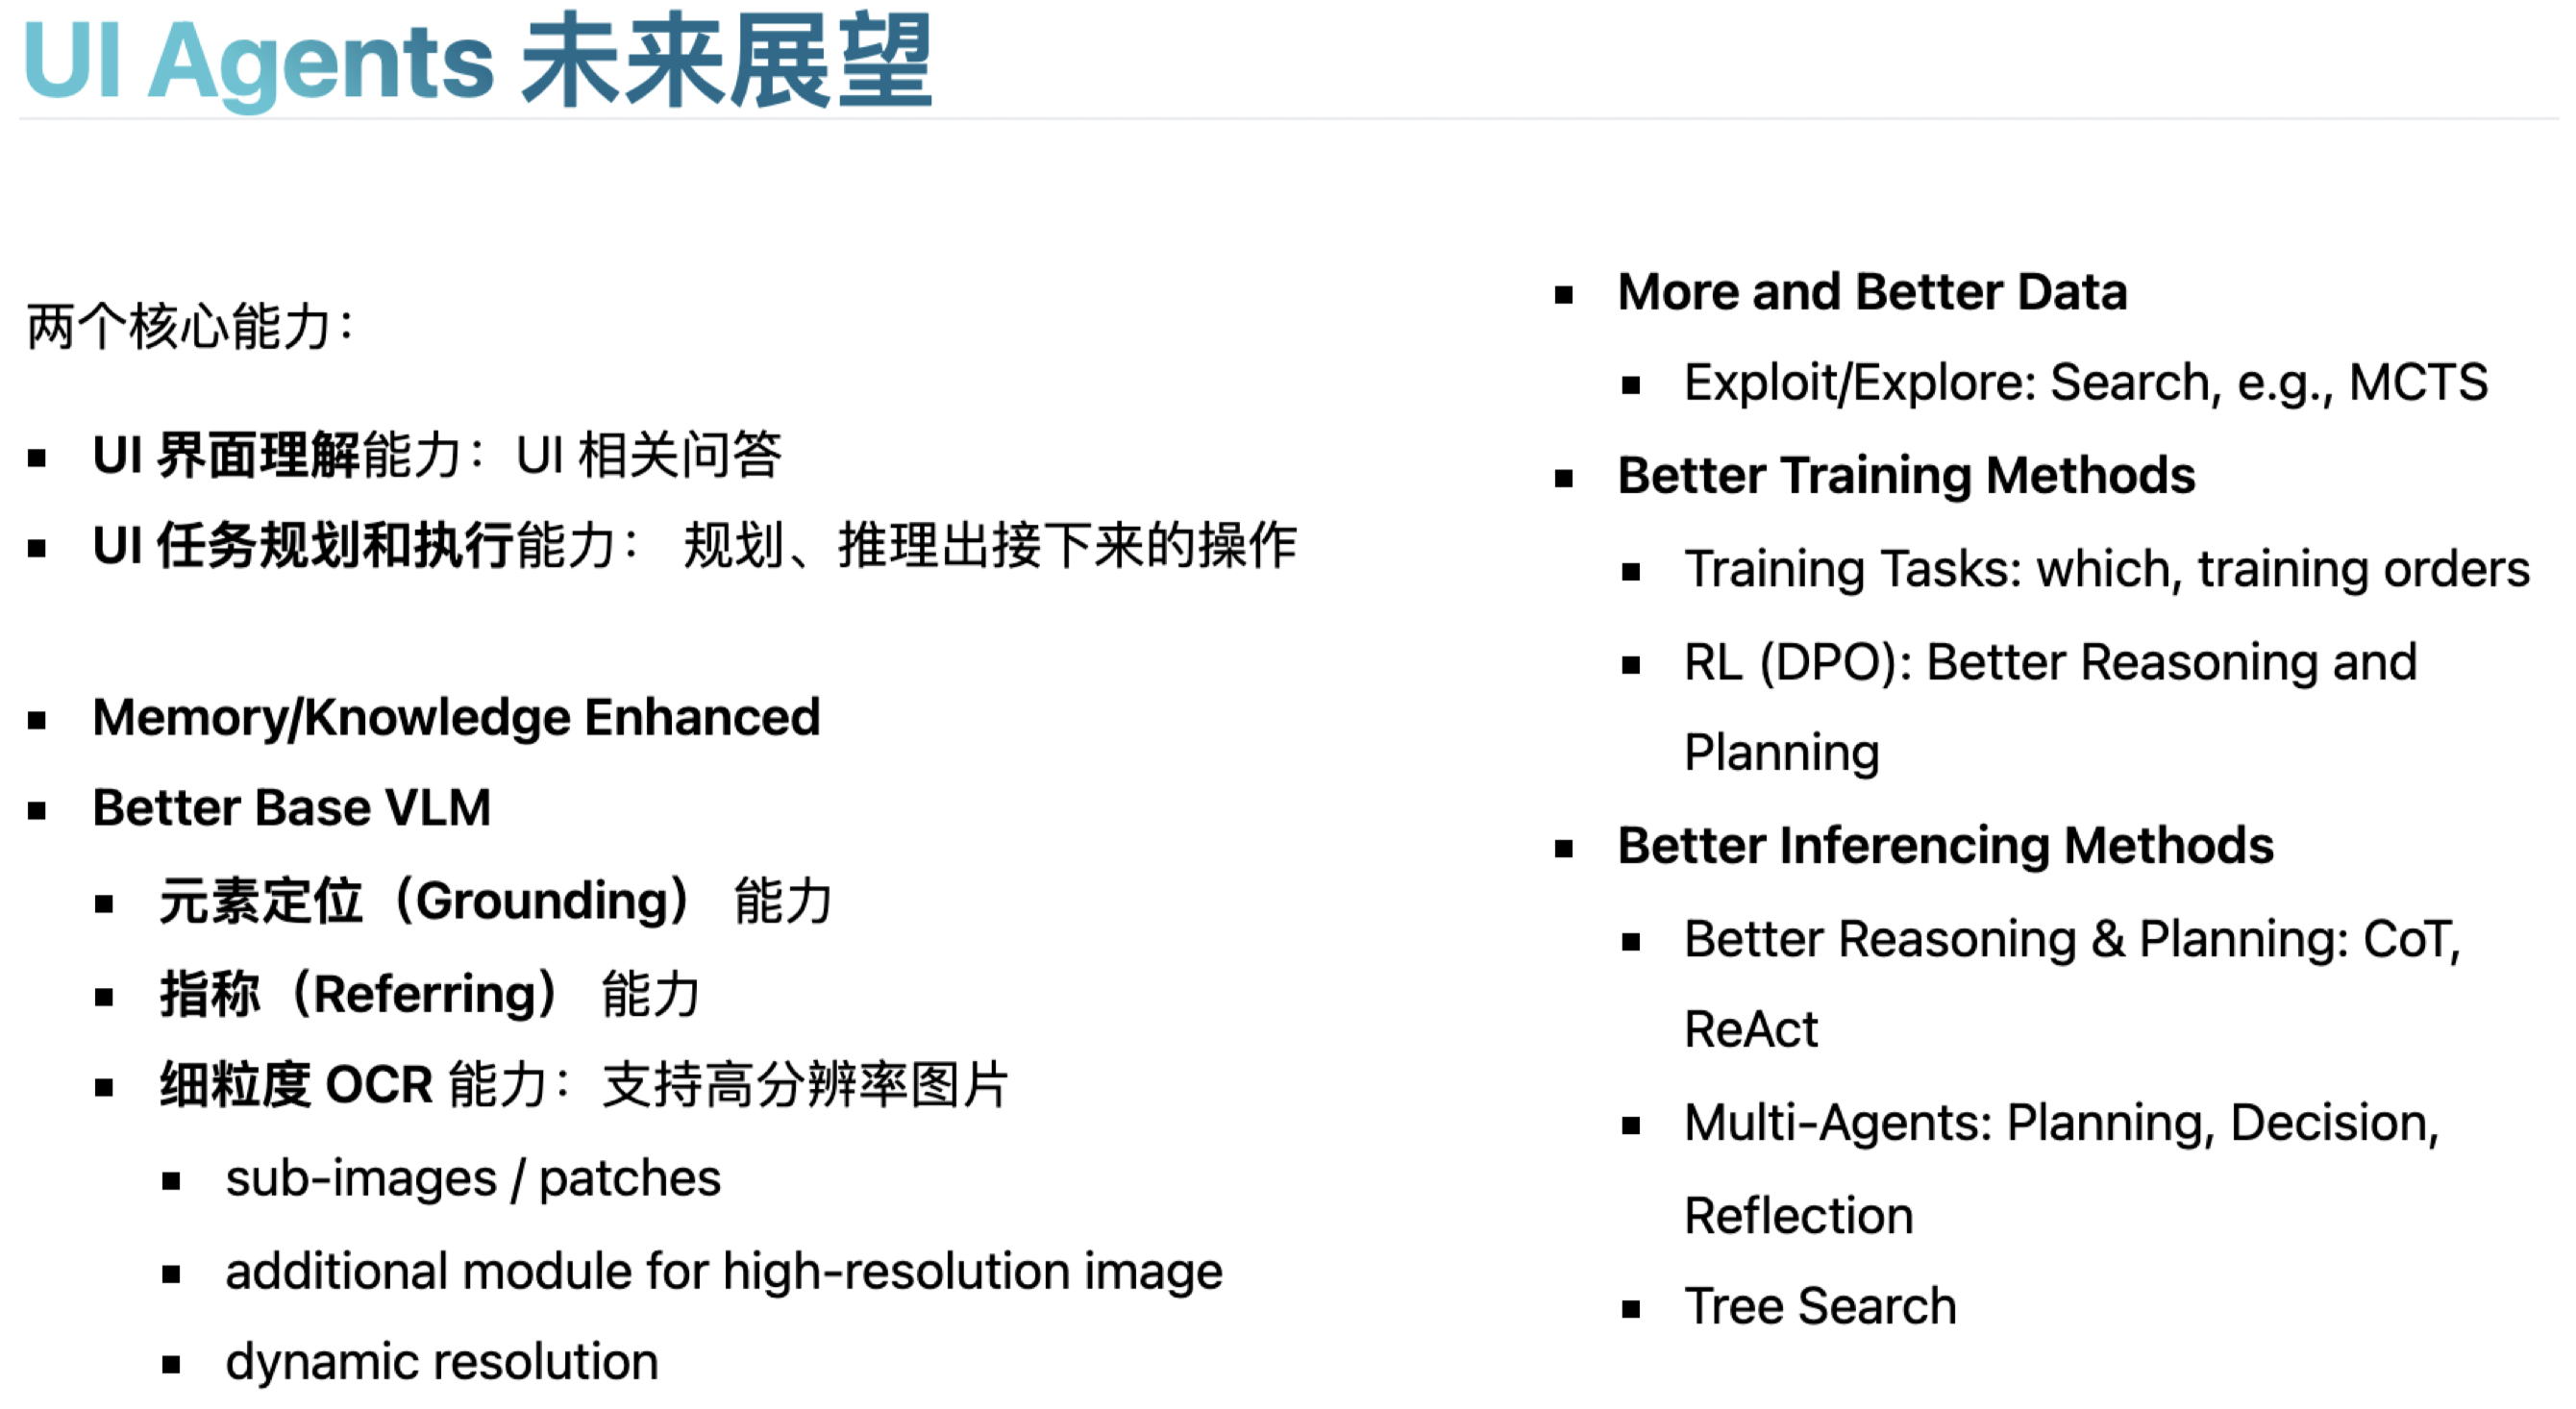 UI Agents 未来展望
两个核心能力：
UI 界面理解能力：UI 相关问答
UI 任务规划和执行能力： 规划、推理出接下来的操作
Memory/Knowledge Enhanced
Better Base VLM
元素定位（Grounding） 能力
指称（Referring） 能力
细粒度 OCR 能力：支持高分辨率图片
sub-images / patches
additional module for high-resolution image
dynamic resolution
More and Better Data
Exploit/Explore: Search, e.g., MCTS
Better Training Methods
Training Tasks: which, training orders
RL (DPO): Better Reasoning and
Planning
Better Inferencing Methods
Better Reasoning & Planning: CoT,
ReAct
Multi-Agents: Planning, Decision,
Reflection
Tree Search